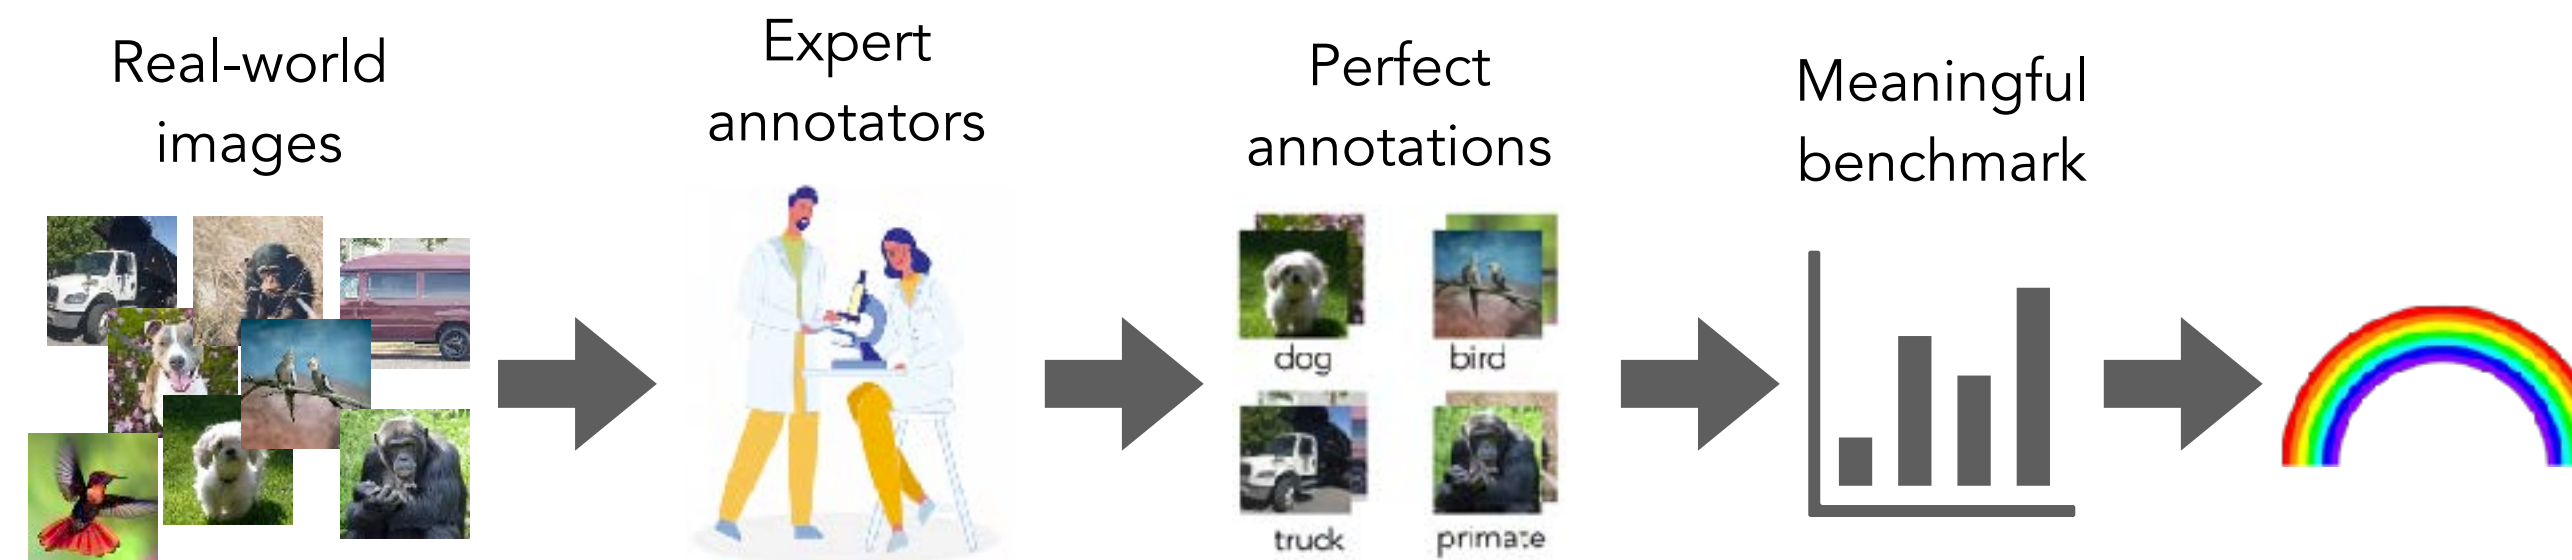 Real-world
images
Expert
annotators
Perfect
annotations
dog
bird
truck
primate
Meaningful
benchmark